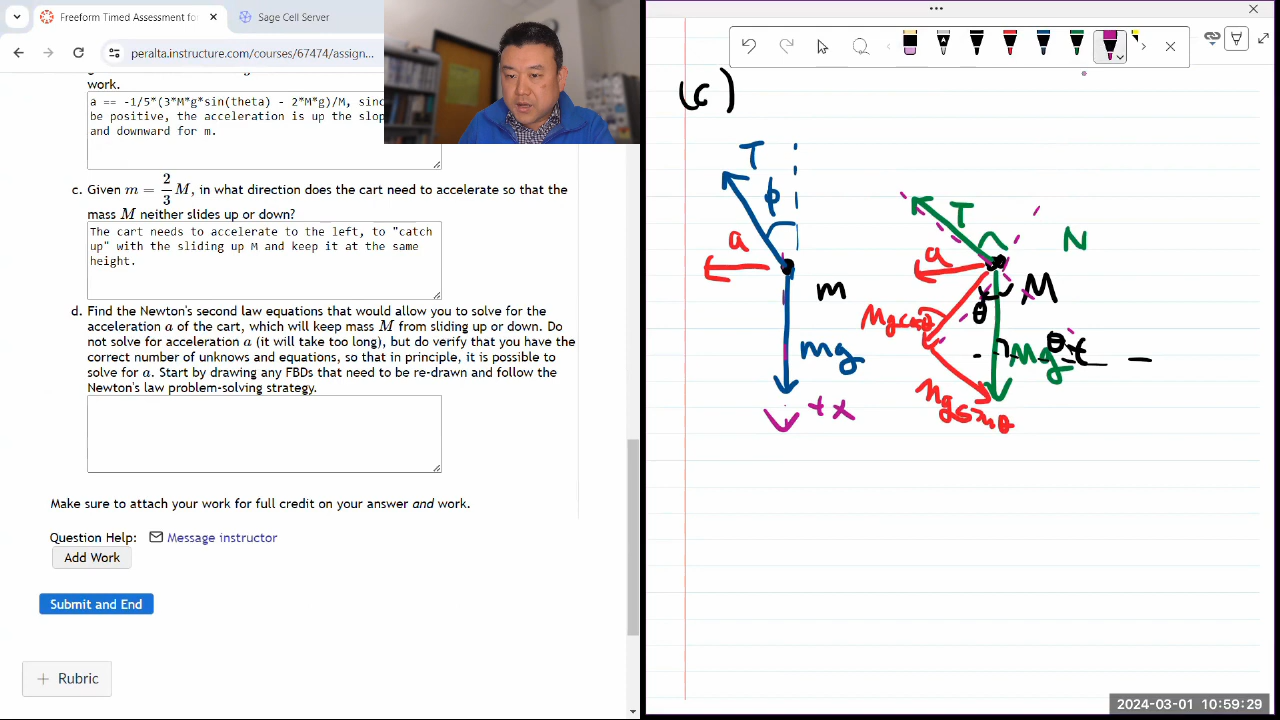 Freeform Timed Assessment for
Sage Cell Server
peralta.instructure.com/courses/
work.
a == -1/5*(3*M*g*sin(theta) - 2*M*g)/M, sinc
be positive, the acceleration is up the slop
and downward for m.
c. Given m = 2/3 M, in what direction does the cart need to accelerate so that the
mass M neither slides up or down?
The cart needs to accelerate to the left, to "catch
up" with the sliding up M and keep it at the same
height.
d. Find the Newton's second law equations that would allow you to solve for the
acceleration a of the cart, which will keep mass M from sliding up or down. Do
not solve for acceleration a (it will take too long), but do verify that you have the
correct number of unknowns and equations, so that in principle, it is possible to
solve for a. Start by drawing any FBDs that need to be re-drawn and follow the
Newton's law problem-solving strategy.
Make sure to attach your work for full credit on your answer and work.
Question Help: Message instructor
Add Work
Submit and End
+ Rubric
(c)
T
ϕ
a
m
mg
+x
T
N
a
M
θ
Mg cosθ
Mg
Mg sinθ
2024-03-01 10:59:29